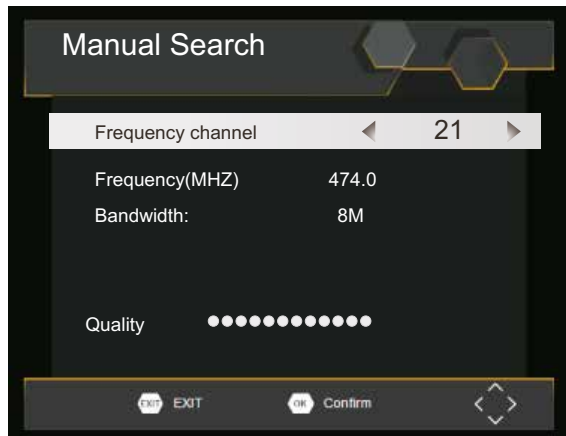 Manual Search
Frequency channel 21
Frequency(MHZ) 474.0
Bandwidth: 8M
Quality
EXIT EXIT OK Confirm